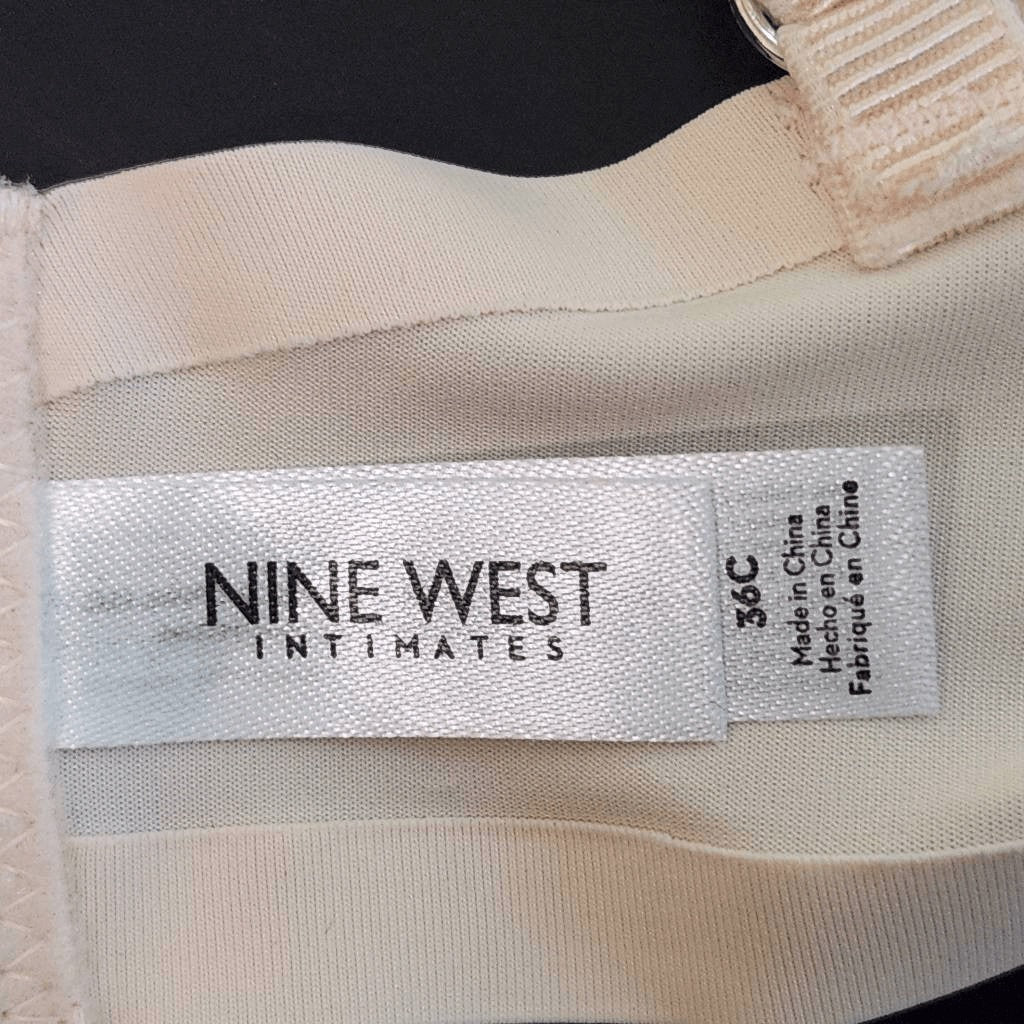 NINE WEST
INTIMATES
36C
Made in China
Hecho en China
Fabriqué en Chine